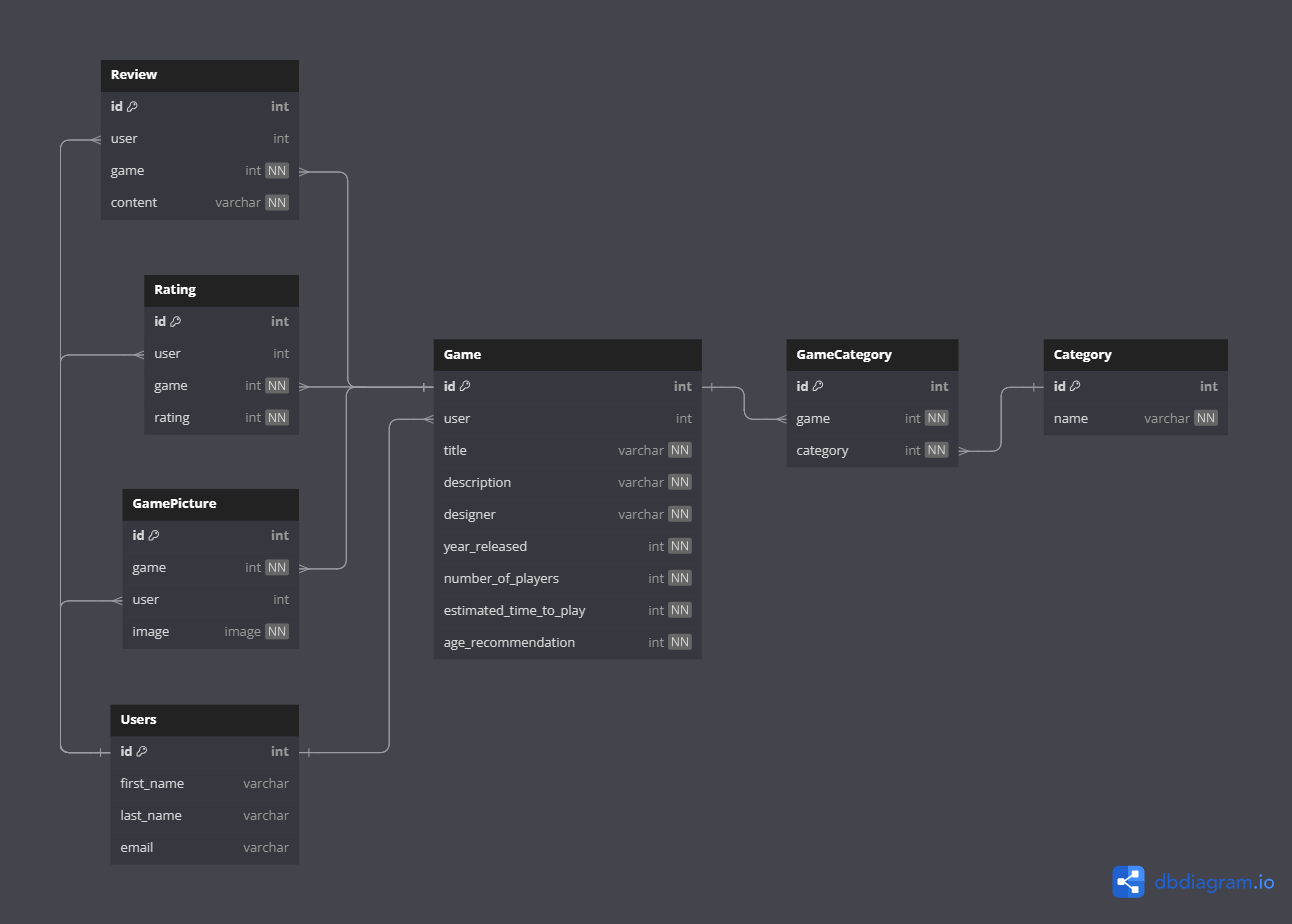 Review
id int
user int
game int NN
content varchar NN
Rating
id int
user int
game int NN
rating int NN
GamePicture
id int
game int NN
user int
image image NN
Users
id int
first_name varchar
last_name varchar
email varchar
Game
id int
user int
title varchar NN
description varchar NN
designer varchar NN
year_released int NN
number_of_players int NN
estimated_time_to_play int NN
age_recommendation int NN
GameCategory
id int
game int NN
category int NN
Category
id int
name varchar NN
dbdiagram.io